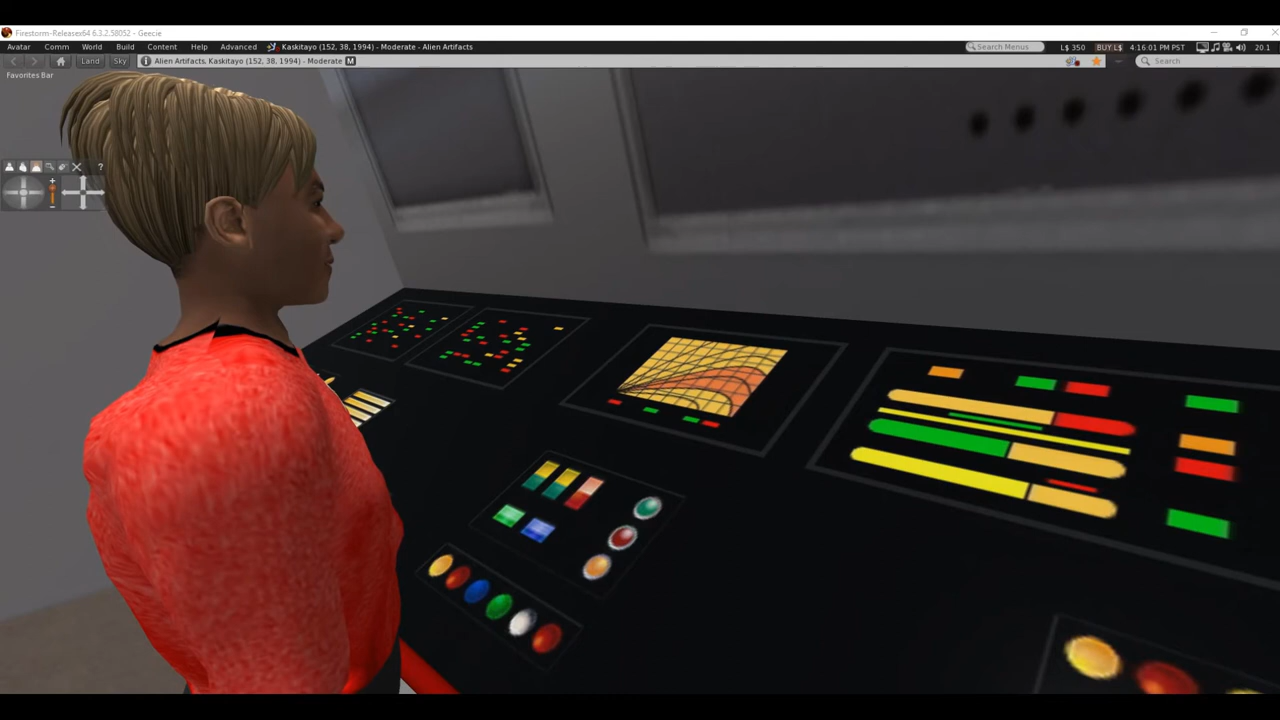 Firestorm-Releasex64 6.3.2.58052 - Geecie
Avatar Comm World Build Content Help Advanced Kaskitayo (152, 38, 1994) - Moderate - Alien Artifacts Search Menus L$ 350 BUY L$ 4:16:01 PM PST 20.1
Land Sky Alien Artifacts, Kaskitayo (152, 38, 1994) - Moderate M Search
Favorites Bar
?